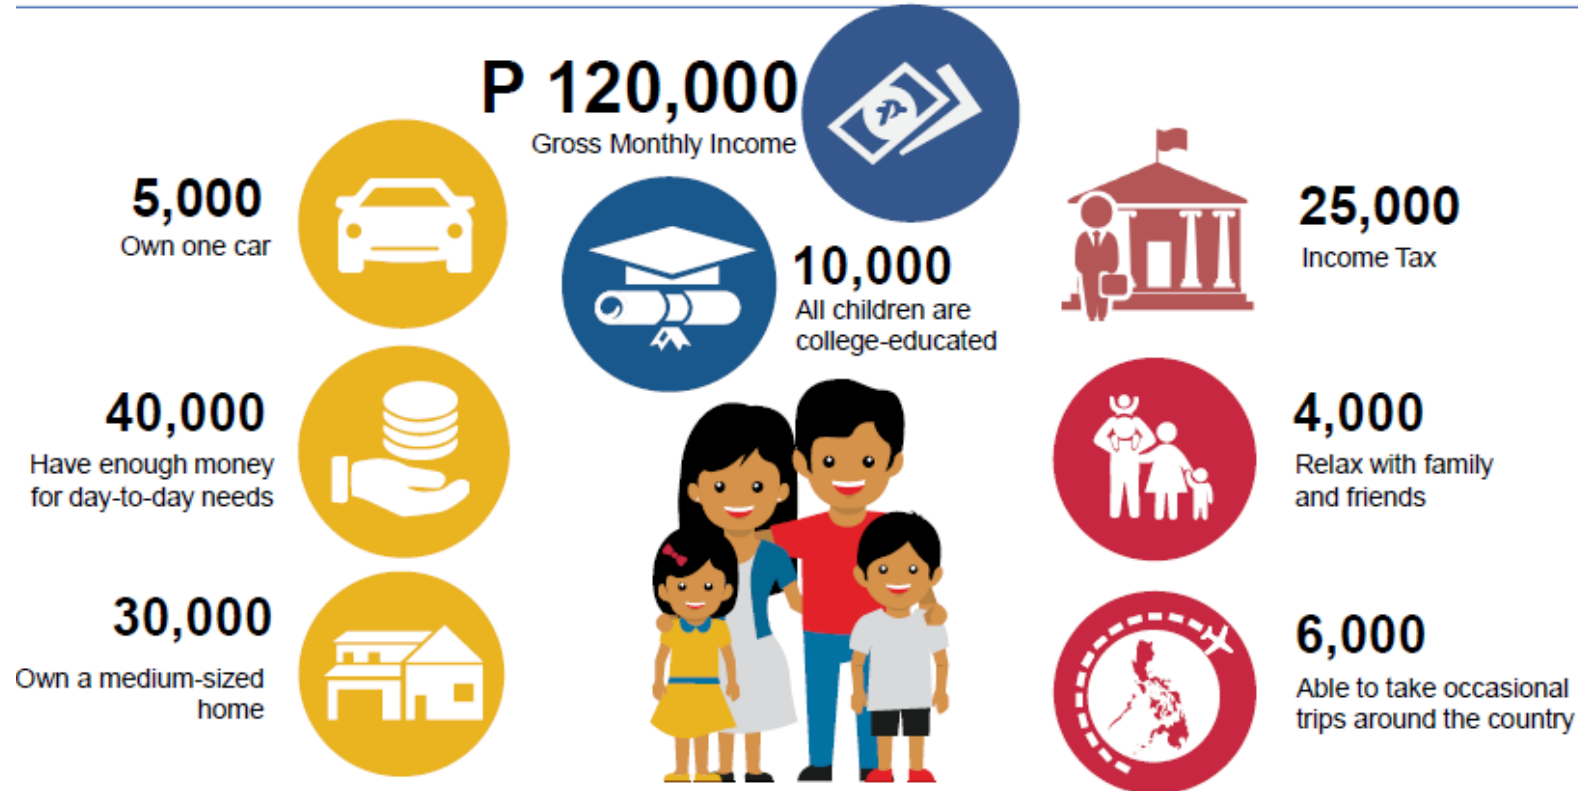 P 120,000
Gross Monthly Income
5,000
Own one car
10,000
All children are
college-educated
25,000
Income Tax
40,000
Have enough money
for day-to-day needs
4,000
Relax with family
and friends
30,000
Own a medium-sized
home
6,000
Able to take occasional
trips around the country